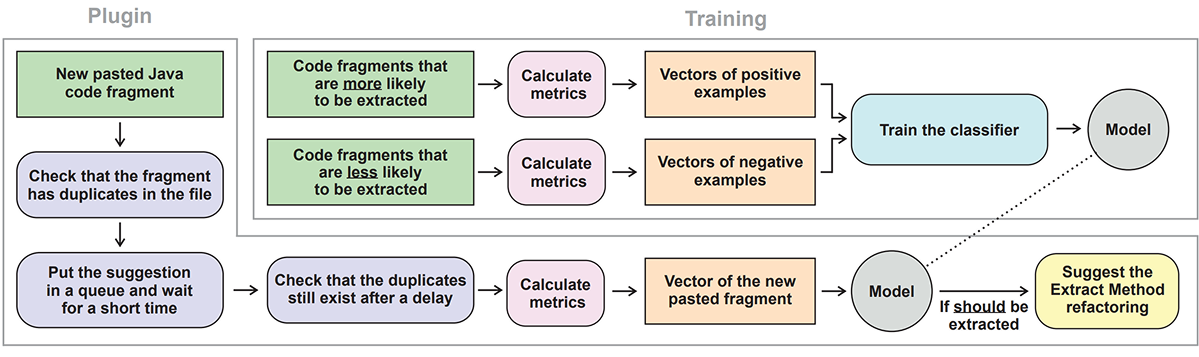 Plugin
Training
New pasted Java
code fragment
Check that the fragment
has duplicates in the file
Put the suggestion
in a queue and wait
for a short time
Code fragments that
are more likely
to be extracted
Calculate
metrics
Vectors of positive
examples
Code fragments that
are less likely
to be extracted
Calculate
metrics
Vectors of negative
examples
Train the classifier
Model
Check that the duplicates
still exist after a delay
Calculate
metrics
Vector of the new
pasted fragment
Model
If should be
extracted
Suggest the
Extract Method
refactoring